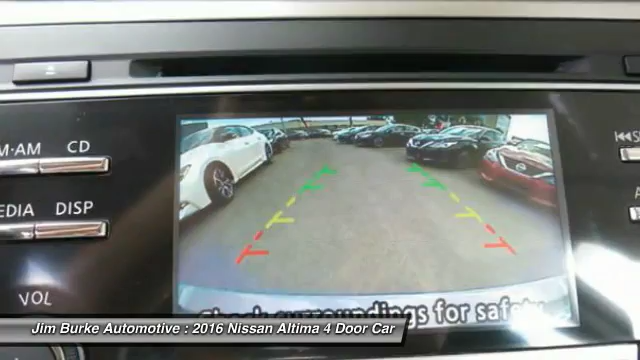 M·AM CD
EDIA DISP
VOL
Check surroundings for safety
Jim Burke Automotive : 2016 Nissan Altima 4 Door Car